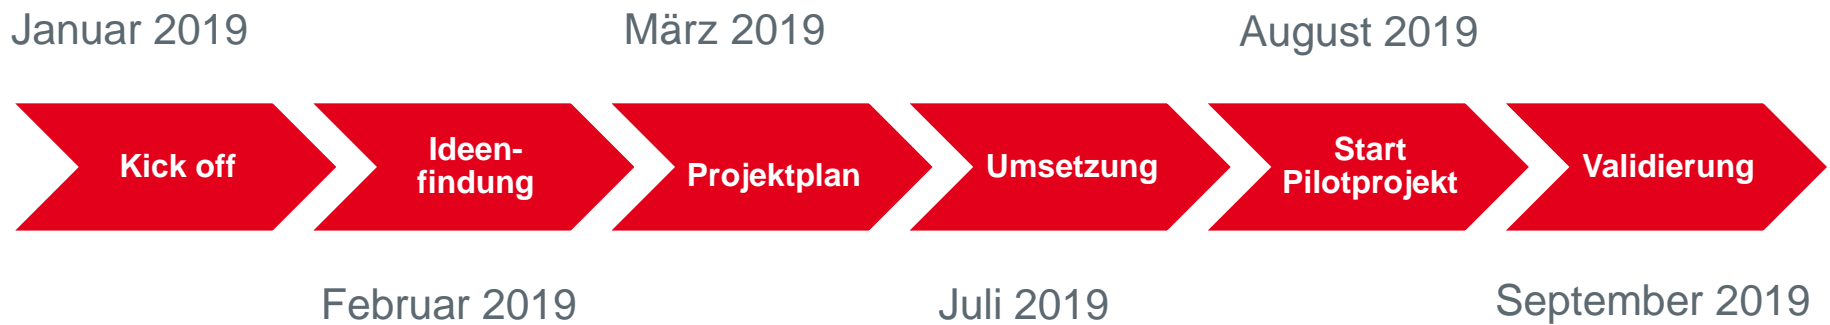 Januar 2019
März 2019
August 2019
Kick off
Ideen-
findung
Projektplan
Umsetzung
Start
Pilotprojekt
Validierung
Februar 2019
Juli 2019
September 2019